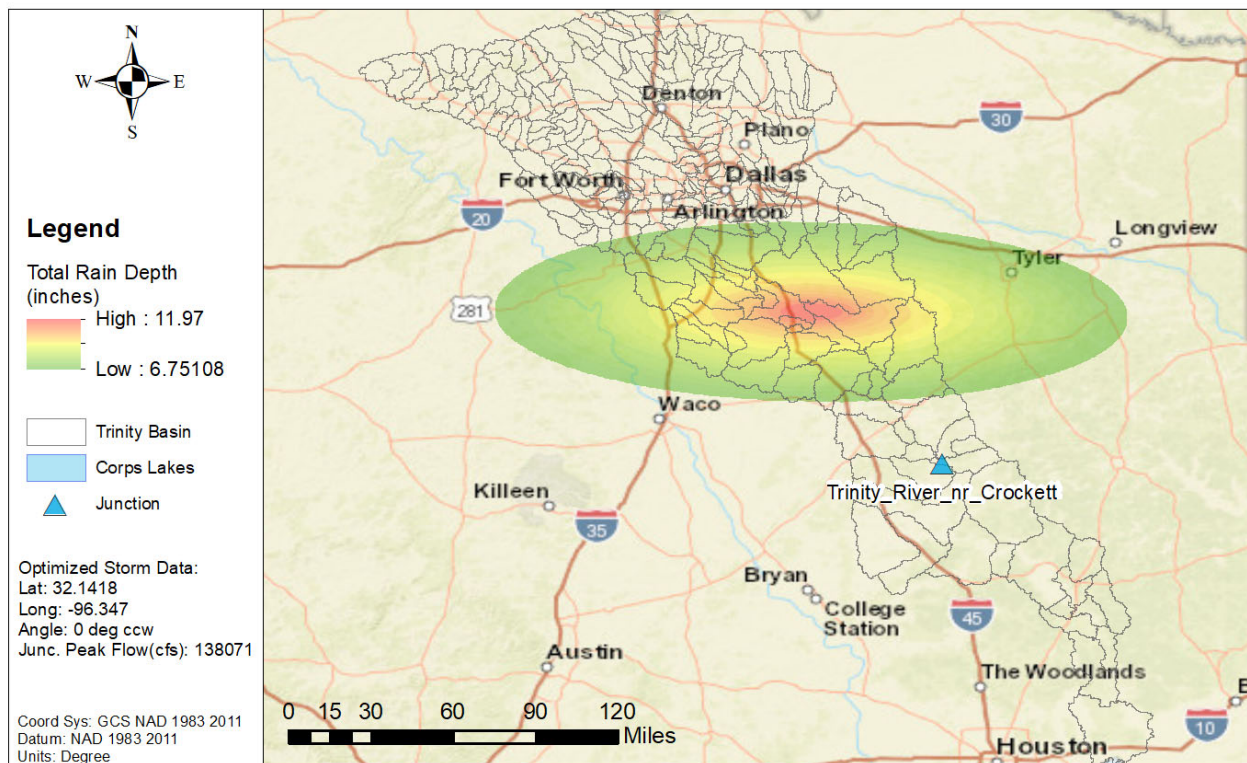 N
W
E
S
Legend
Total Rain Depth
(inches)
High : 11.97
Low : 6.75108
Trinity Basin
Corps Lakes
Junction
Optimized Storm Data:
Lat: 32.1418
Long: -96.347
Angle: 0 deg ccw
Junc. Peak Flow(cfs): 138071
Coord Sys: GCS NAD 1983 2011
Datum: NAD 1983 2011
Units: Degree
Denton
30
Plano
Dallas
Fort Worth
20
Arlington
Longview
Tyler
281
Waco
Trinity_River_nr_Crockett
Killeen
35
Bryan
College
Station
45
Austin
The Woodlands
10
Houston
0 15 30 60 90 120
Miles